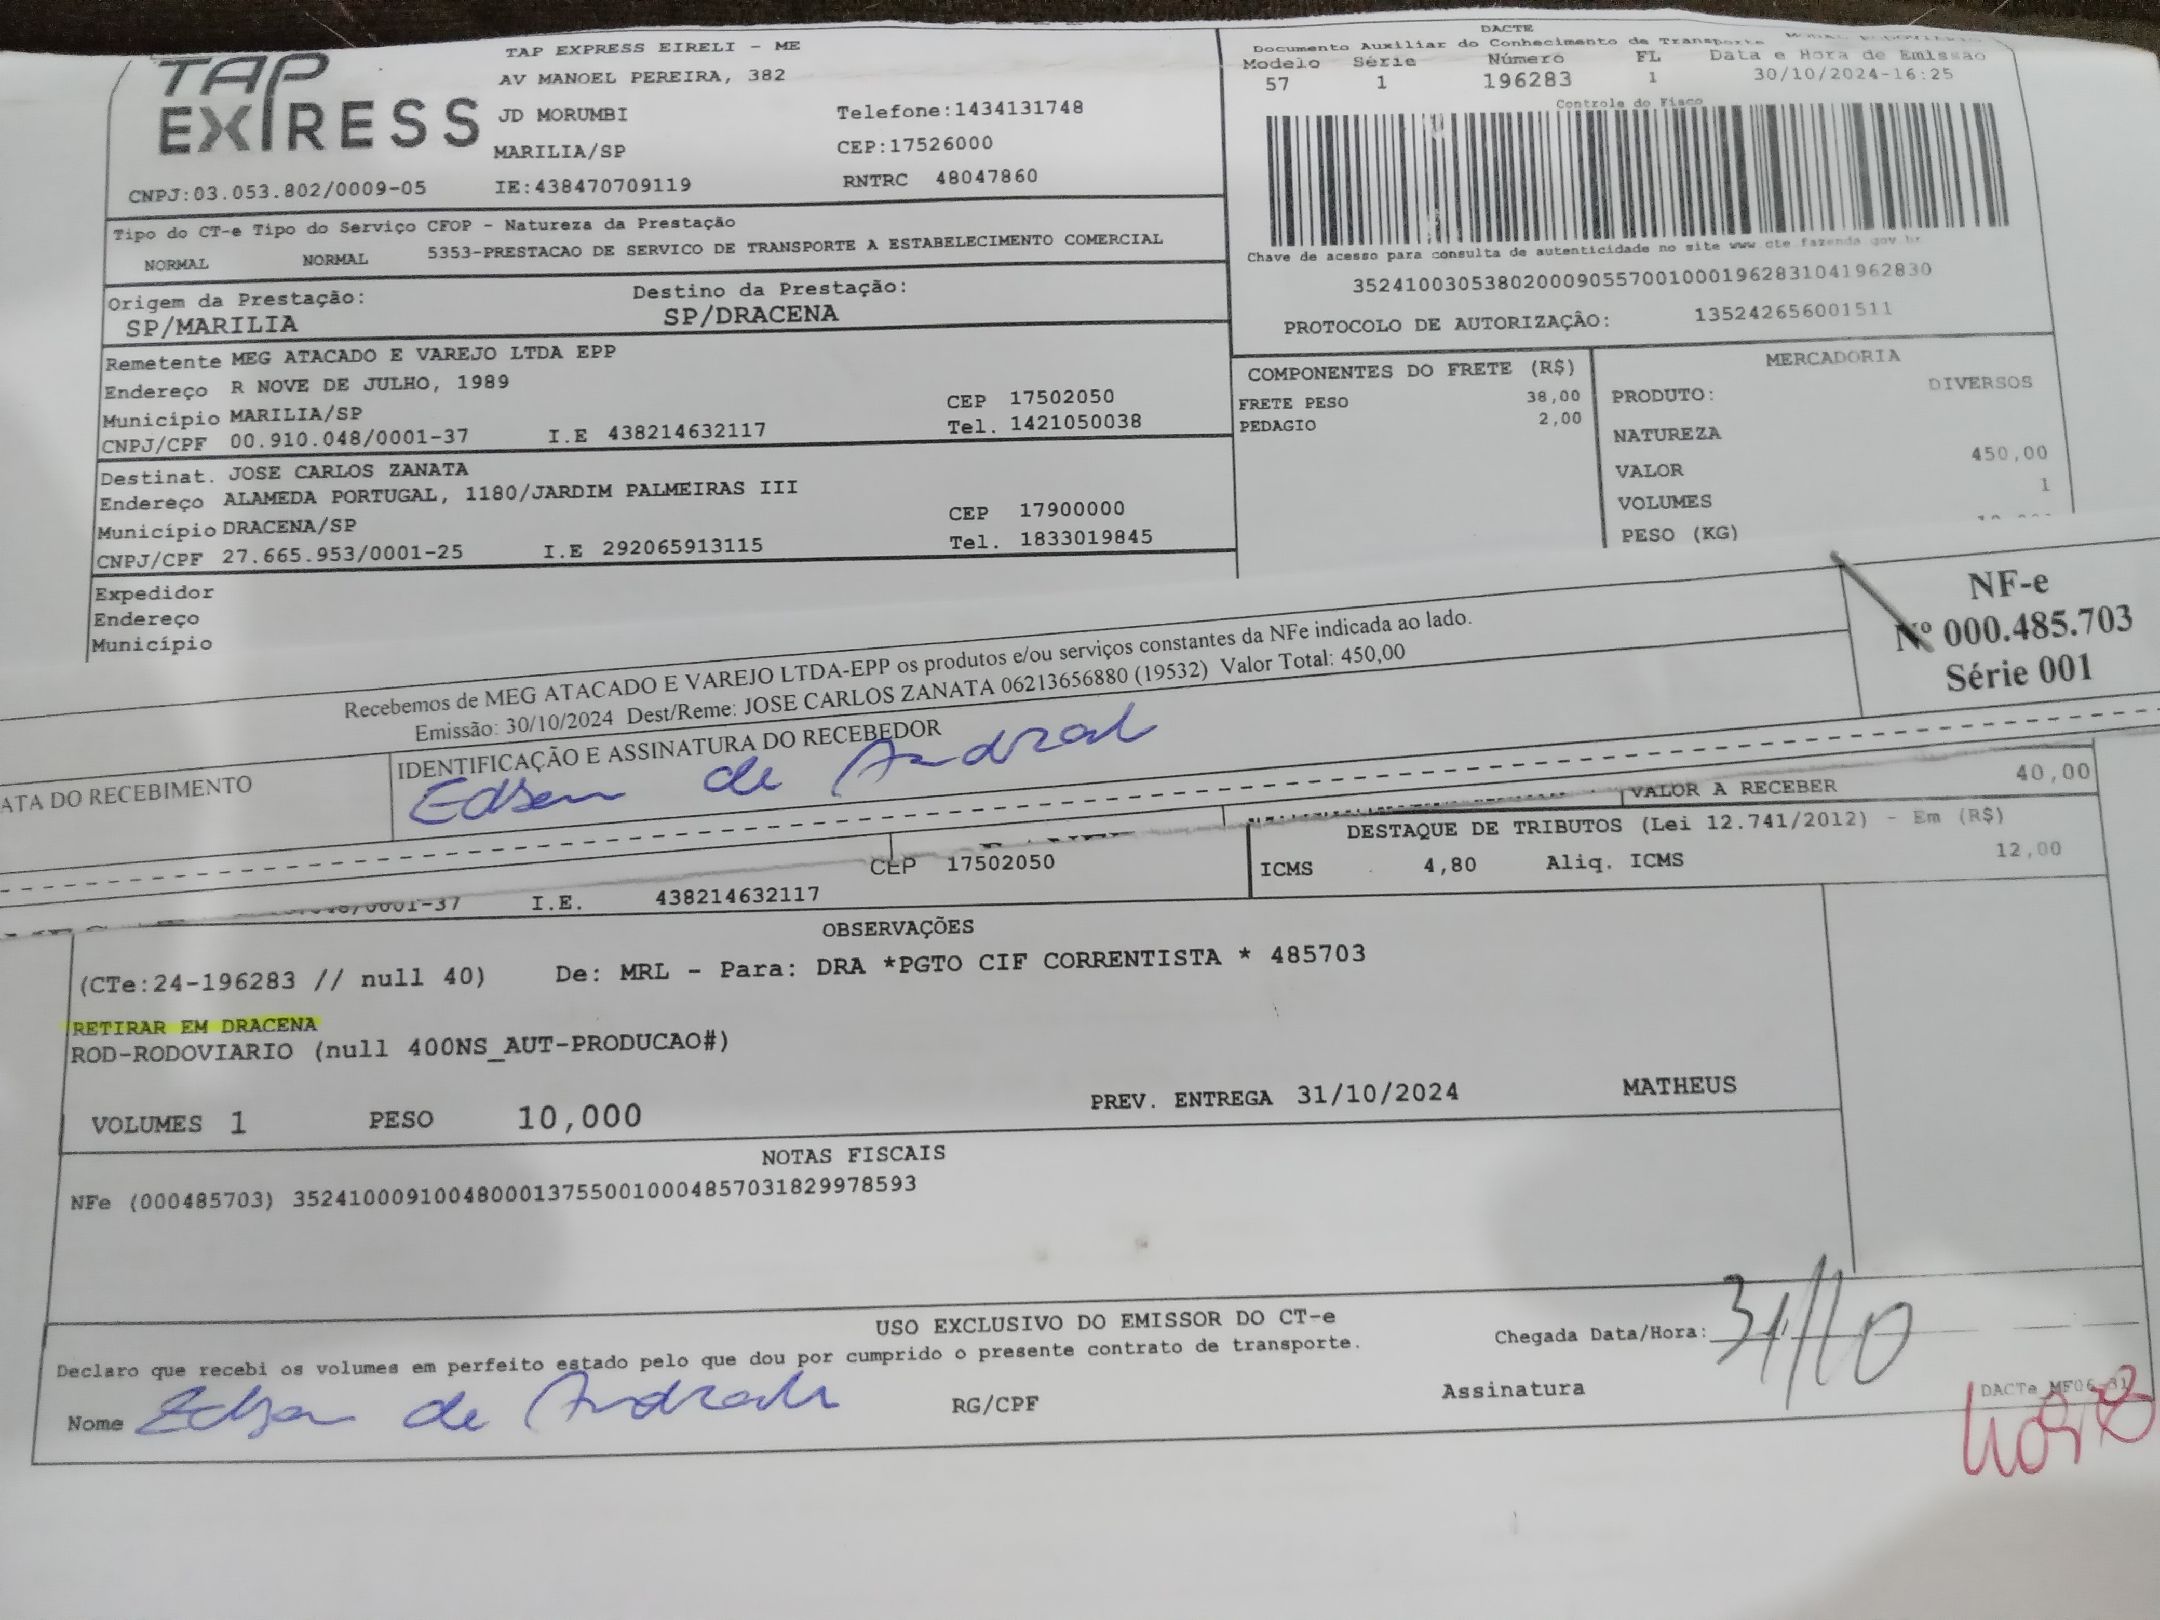 TAP EXPRESS
TAP EXPRESS EIRELI - ME
AV MANOEL PEREIRA, 382
JD MORUMBI Telefone:1434131748
MARILIA/SP CEP:17526000
CNPJ:03.053.802/0009-05 IE:438470709119 RNTRC 48047860
DACTE
Documento Auxiliar do Conhecimento de Transporte
Modelo Série Número FL Data e Hora de Emissão
57 1 196283 1 30/10/2024-16:25
Controle do Fisco
Chave de acesso para consulta de autenticidade no site www cte fazenda gov br
35241003053802000905570010001962831041962830
PROTOCOLO DE AUTORIZAÇÃO: 135242656001511
Tipo do CT-e Tipo do Serviço CFOP - Natureza da Prestação
NORMAL NORMAL 5353-PRESTACAO DE SERVICO DE TRANSPORTE A ESTABELECIMENTO COMERCIAL
Origem da Prestação: Destino da Prestação:
SP/MARILIA SP/DRACENA
Remetente MEG ATACADO E VAREJO LTDA EPP
Endereço R NOVE DE JULHO, 1989
Município MARILIA/SP CEP 17502050
CNPJ/CPF 00.910.048/0001-37 I.E 438214632117 Tel. 1421050038
Destinat. JOSE CARLOS ZANATA
Endereço ALAMEDA PORTUGAL, 1180/JARDIM PALMEIRAS III
Município DRACENA/SP CEP 17900000
CNPJ/CPF 27.665.953/0001-25 I.E 292065913115 Tel. 1833019845
Expedidor
Endereço
Município
COMPONENTES DO FRETE (R$)
FRETE PESO 38,00
PEDAGIO 2,00
MERCADORIA
PRODUTO: DIVERSOS
NATUREZA
VALOR 450,00
VOLUMES 1
PESO (KG)
Recebemos de MEG ATACADO E VAREJO LTDA-EPP os produtos e/ou serviços constantes da NFe indicada ao lado.
Emissão: 30/10/2024 Dest/Reme: JOSE CARLOS ZANATA 06213656880 (19532) Valor Total: 450,00
NF-e
Nº 000.485.703
Série 001
ATA DO RECEBIMENTO
IDENTIFICAÇÃO E ASSINATURA DO RECEBEDOR
Edson de Andrad
VALOR A RECEBER 40,00
DESTAQUE DE TRIBUTOS (Lei 12.741/2012) - Em (R$)
ICMS 4,80 Aliq. ICMS 12,00
CEP 17502050
/0001-37 I.E. 438214632117
OBSERVAÇÕES
(CTe:24-196283 // null 40) De: MRL - Para: DRA *PGTO CIF CORRENTISTA * 485703
RETIRAR EM DRACENA
ROD-RODOVIARIO (null 400NS_AUT-PRODUCAO#)
VOLUMES 1 PESO 10,000 PREV. ENTREGA 31/10/2024 MATHEUS
NOTAS FISCAIS
NFe (000485703) 35241000910048000137550010004857031829978593
USO EXCLUSIVO DO EMISSOR DO CT-e
Declaro que recebi os volumes em perfeito estado pelo que dou por cumprido o presente contrato de transporte.
Chegada Data/Hora: 31/10
Nome Edson de Andrade RG/CPF Assinatura
DACTe MF06